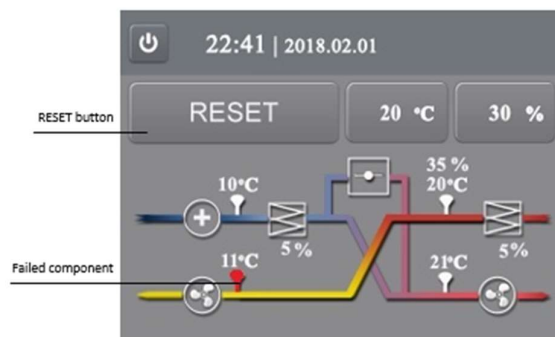 22:41 | 2018.02.01
RESET button
RESET
20 °C
30 %
35 %
10°C
20°C
5%
5%
Failed component
11°C
21°C